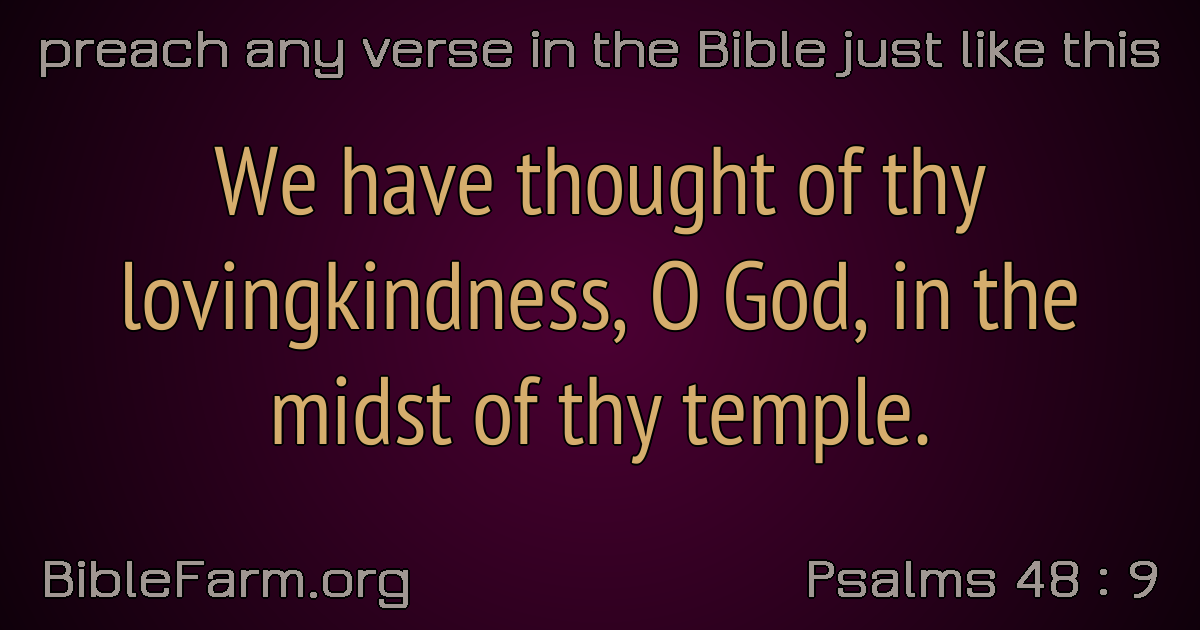 preach any verse in the Bible just like this
We have thought of thy
lovingkindness, O God, in the
midst of thy temple.
BibleFarm.org
Psalms 48 : 9